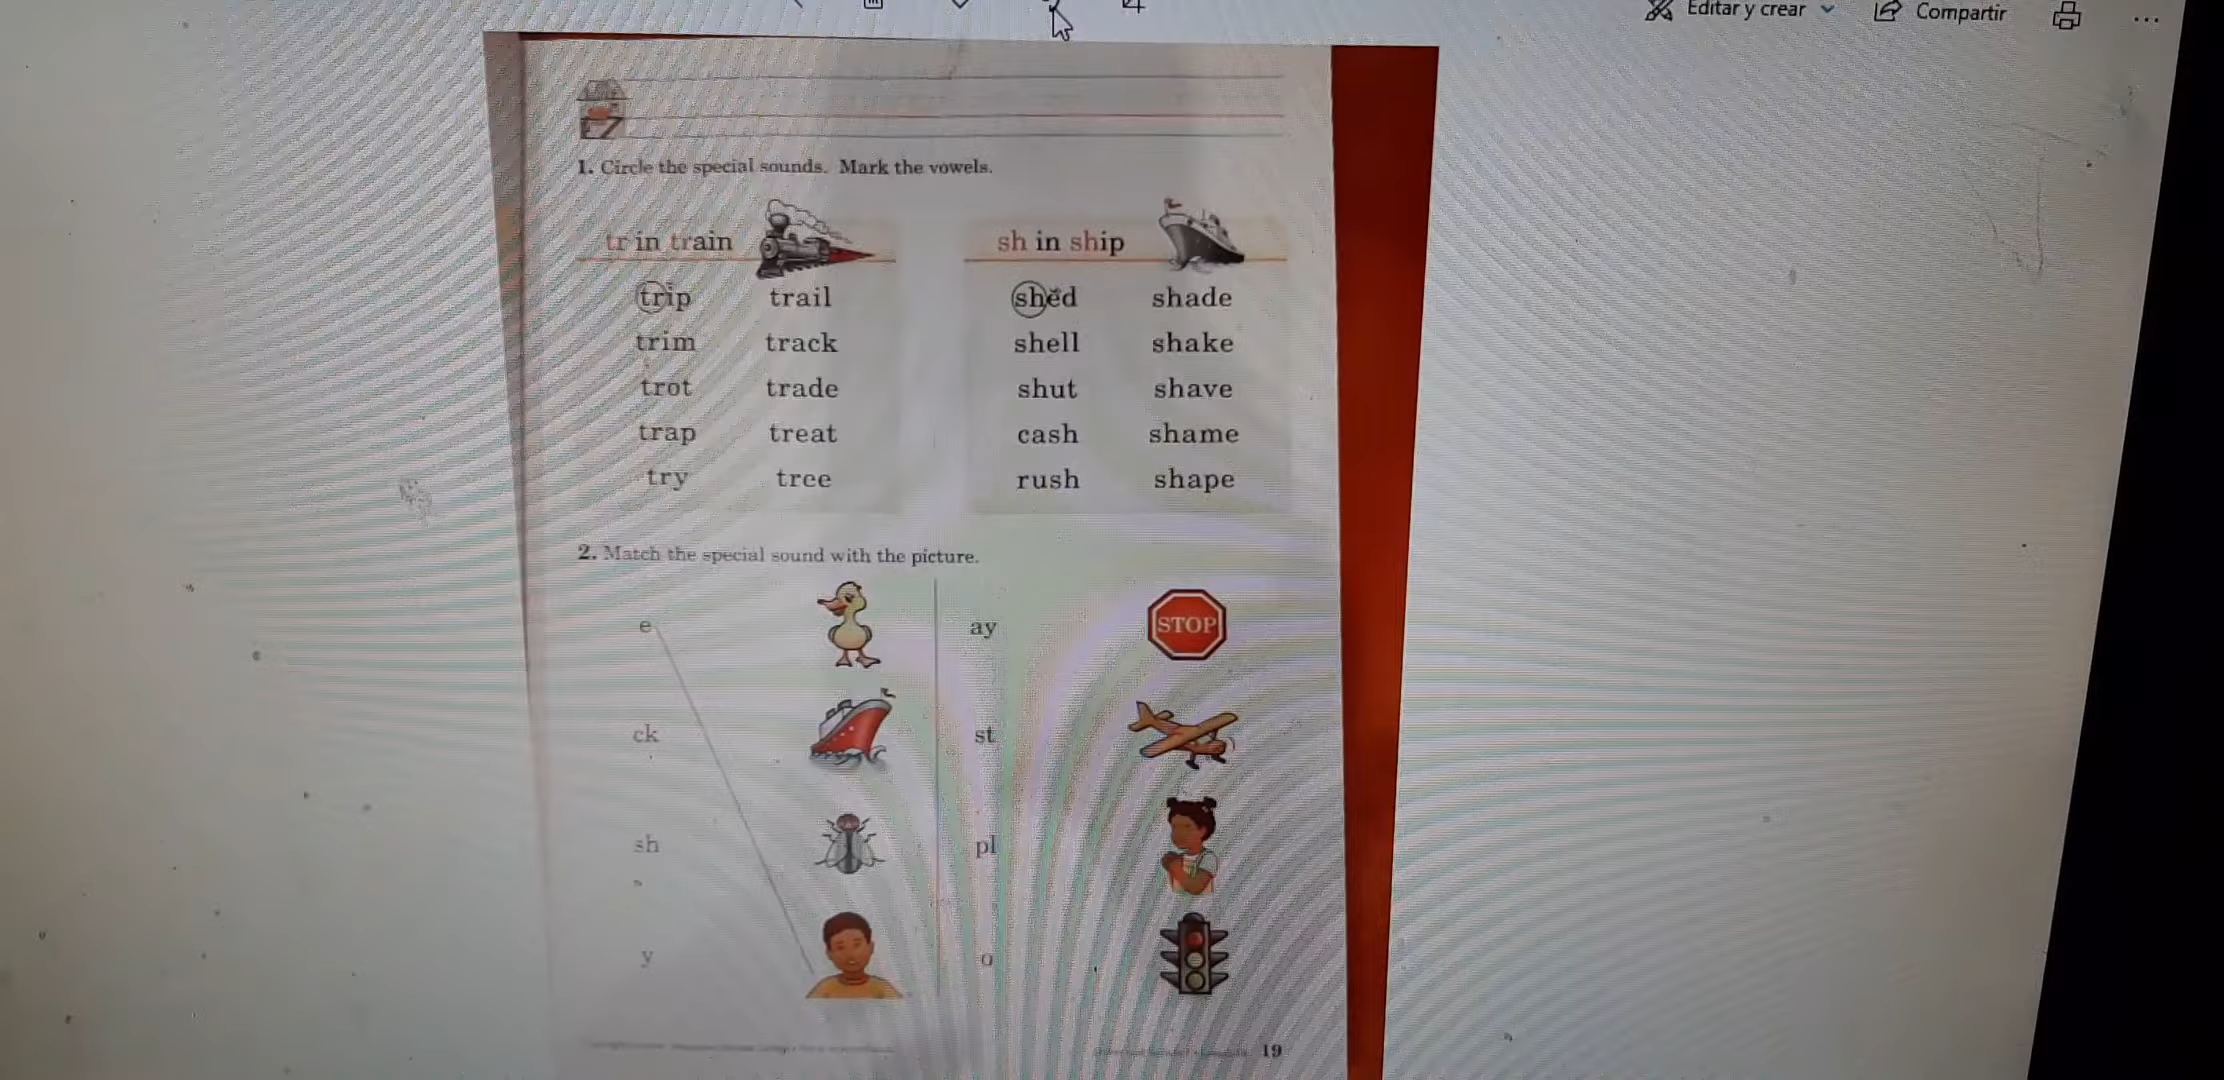 Editar y crear Compartir ...
1. Circle the special sounds. Mark the vowels.
tr in train
sh in ship
trip trail
trim track
trot trade
trap treat
try tree
shĕd shade
shell shake
shut shave
cash shame
rush shape
2. Match the special sound with the picture.
e
ck
sh
y
ay
STOP
st
pl
o
19